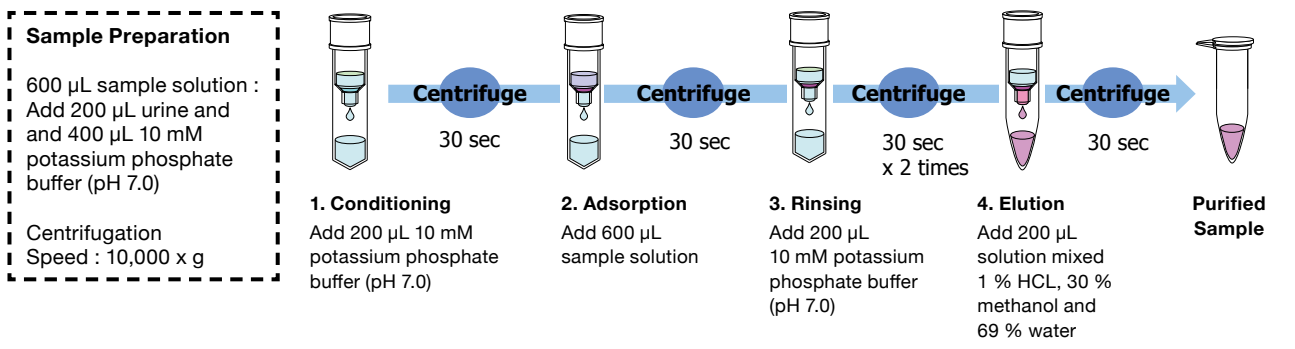 Sample Preparation
600 µL sample solution :
Add 200 µL urine and
and 400 µL 10 mM
potassium phosphate
buffer (pH 7.0)
Centrifugation
Speed : 10,000 x g
Centrifuge
30 sec
Centrifuge
30 sec
Centrifuge
30 sec
x 2 times
Centrifuge
30 sec
1. Conditioning
Add 200 µL 10 mM
potassium phosphate
buffer (pH 7.0)
2. Adsorption
Add 600 µL
sample solution
3. Rinsing
Add 200 µL
10 mM potassium
phosphate buffer
(pH 7.0)
4. Elution
Add 200 µL
solution mixed
1 % HCL, 30 %
methanol and
69 % water
Purified
Sample